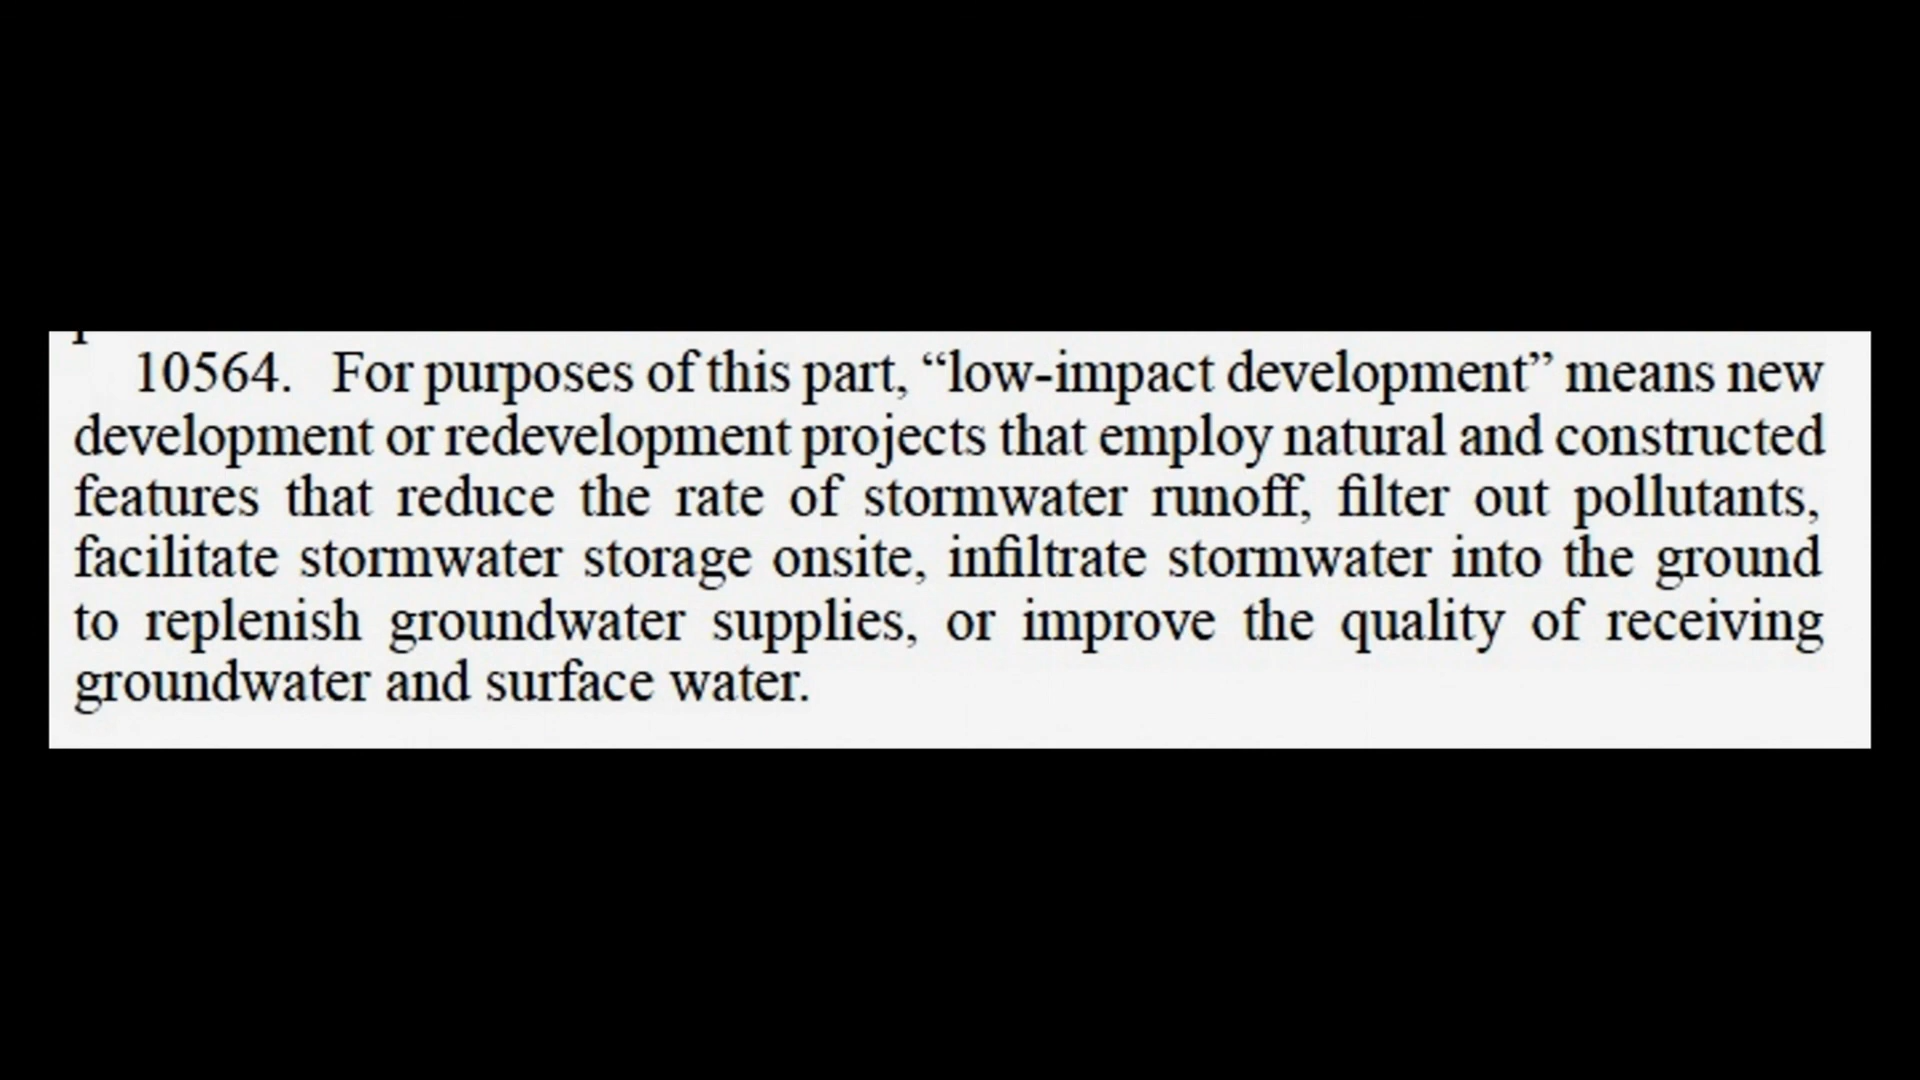 10564. For purposes of this part, “low-impact development” means new
development or redevelopment projects that employ natural and constructed
features that reduce the rate of stormwater runoff, filter out pollutants,
facilitate stormwater storage onsite, infiltrate stormwater into the ground
to replenish groundwater supplies, or improve the quality of receiving
groundwater and surface water.